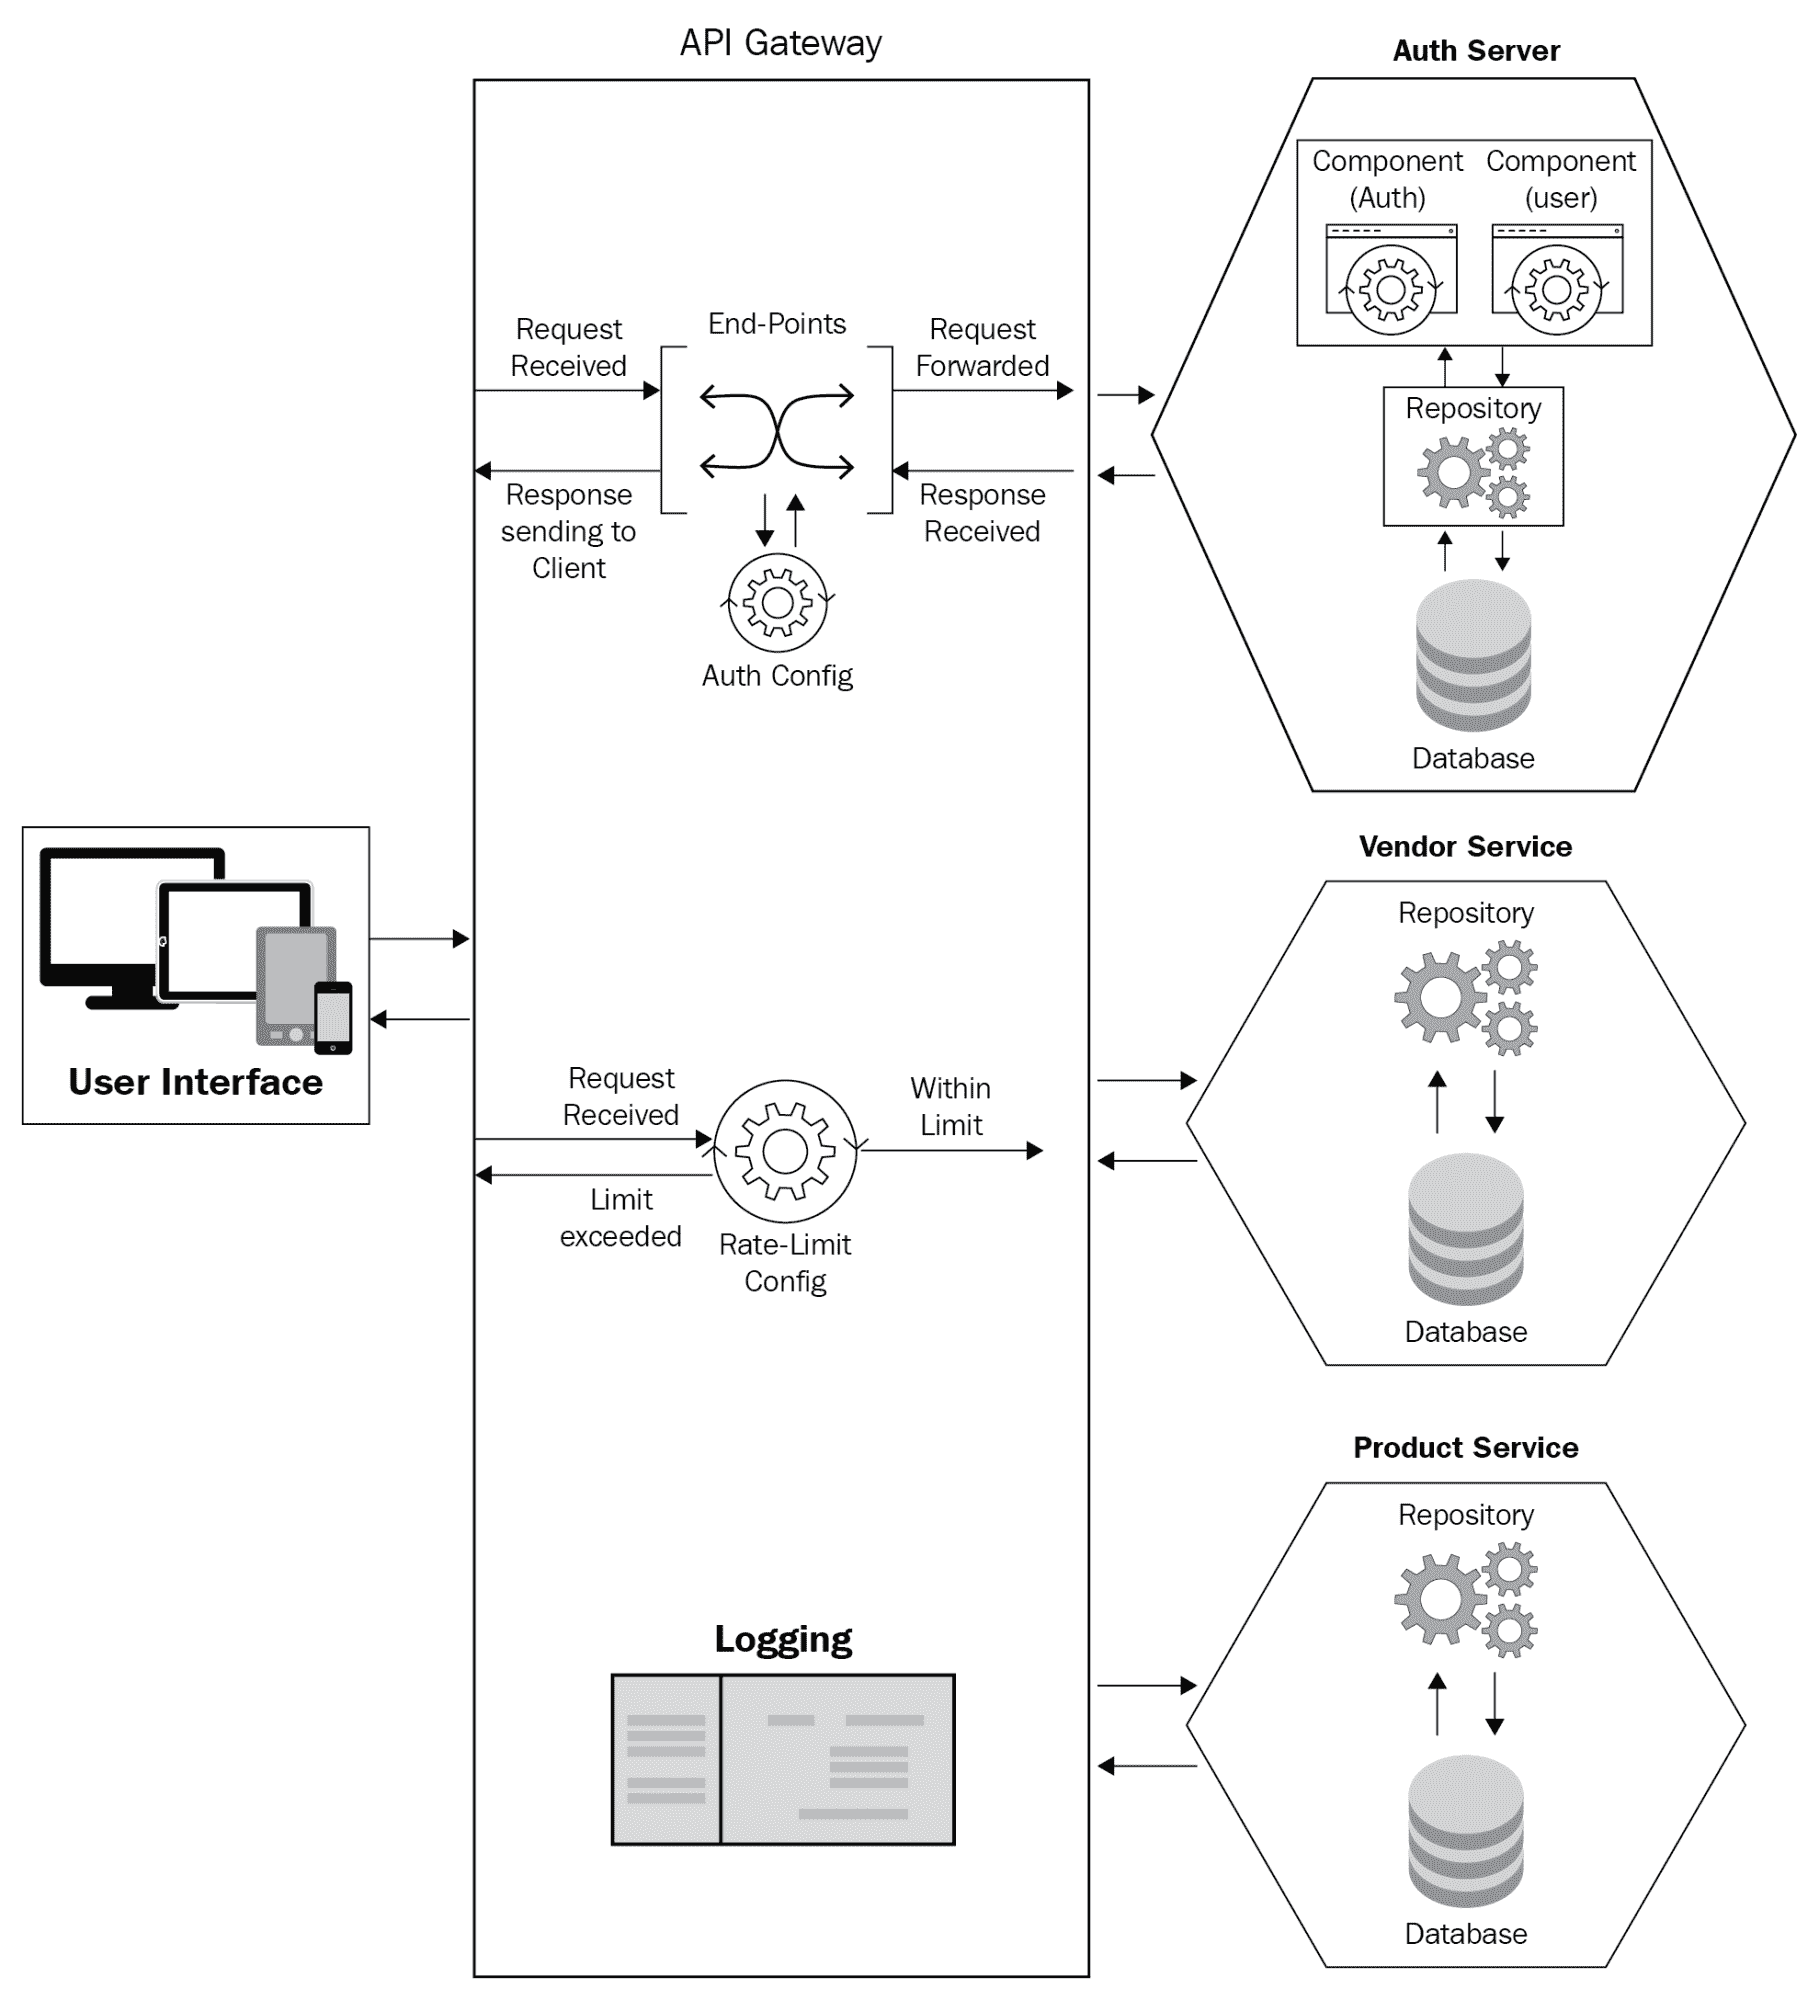 API Gateway
Auth Server
Component
(Auth)
Component
(user)
Request
Received
End-Points
Request
Forwarded
Repository
Response
sending to
Client
Response
Received
Auth Config
Database
User Interface
Vendor Service
Repository
Request
Received
Within
Limit
Limit
exceeded
Rate-Limit
Config
Database
Product Service
Repository
Logging
Database